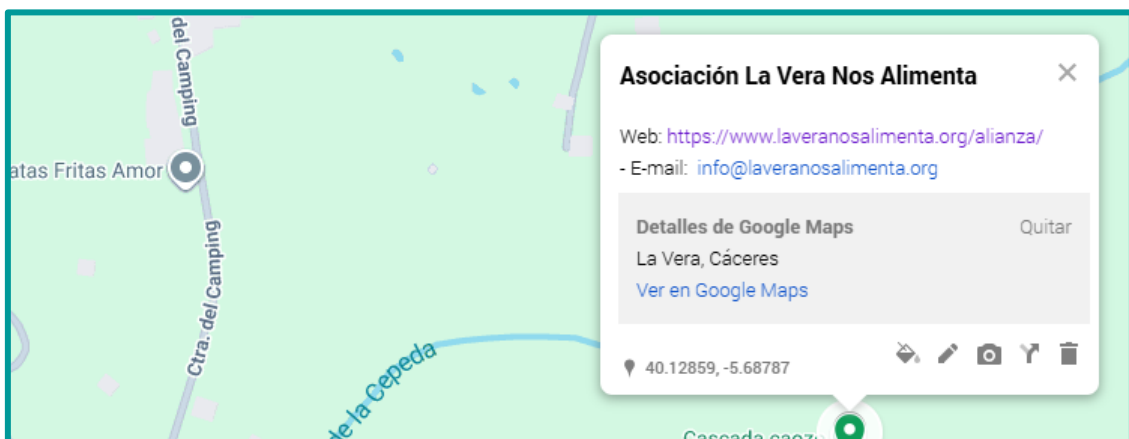 del Camping
atas Fritas Amor
Ctra. del Camping
de la Cepeda
Asociación La Vera Nos Alimenta
Web: https://www.laveranosalimenta.org/alianza/
- E-mail: info@laveranosalimenta.org
Detalles de Google Maps
Quitar
La Vera, Cáceres
Ver en Google Maps
40.12859, -5.68787
Cascada caozo